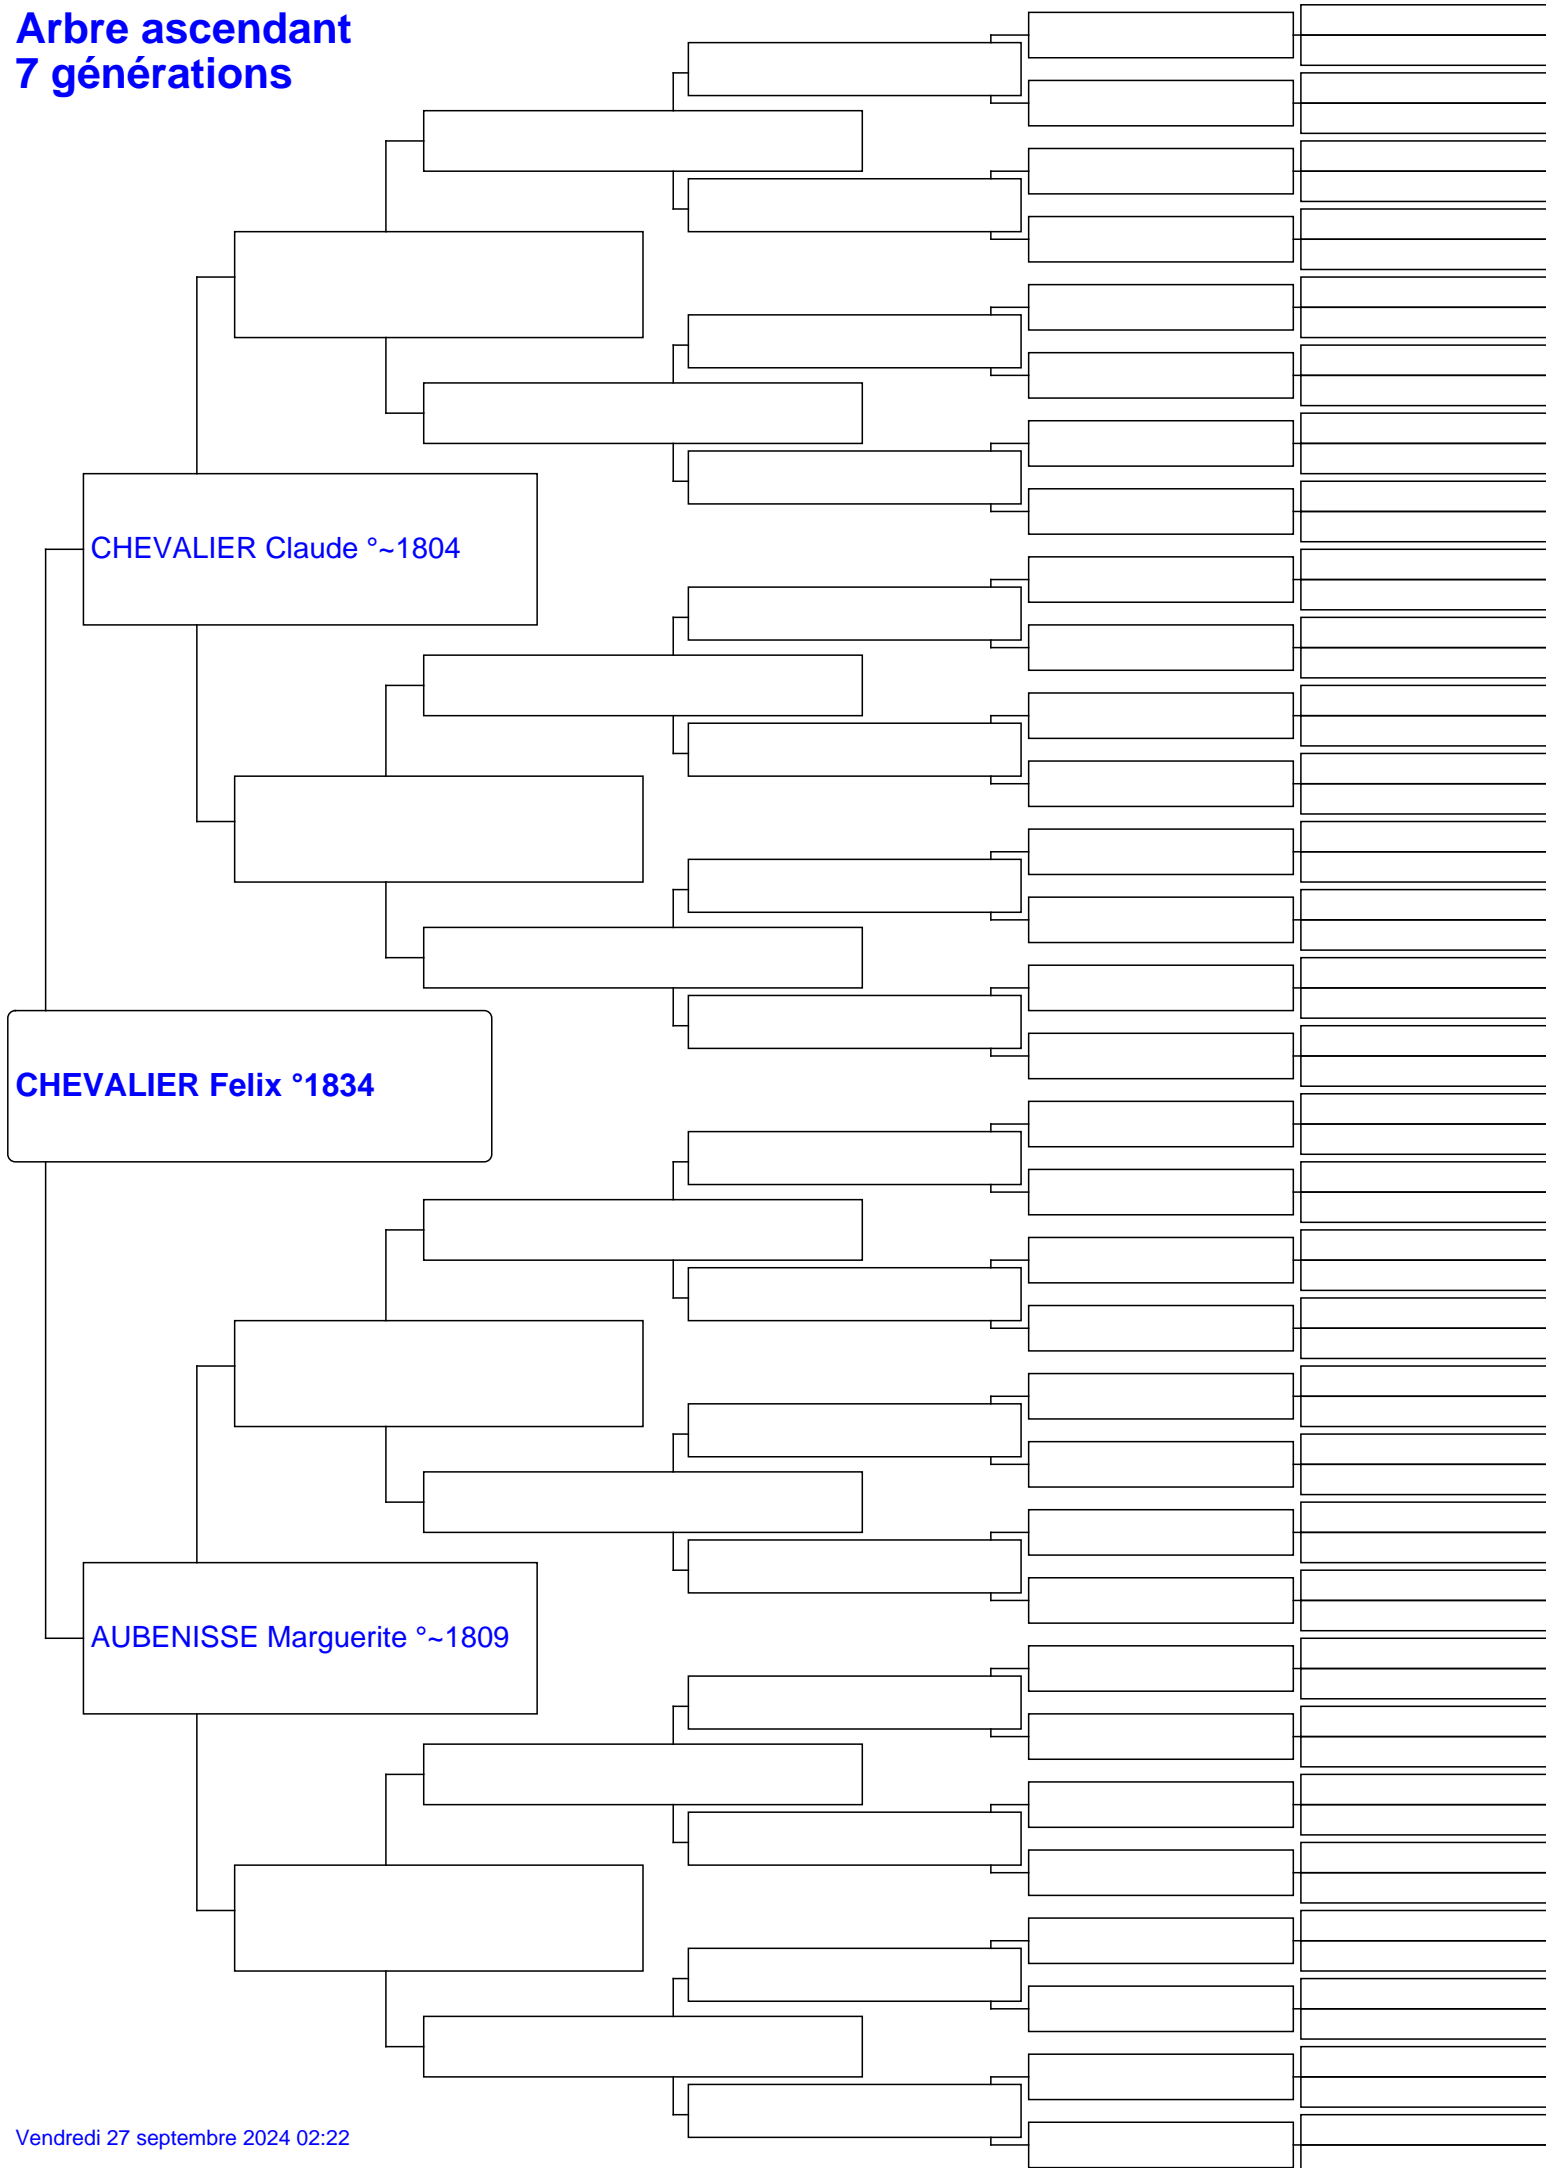 Arbre ascendant
7 générations
CHEVALIER Claude °~1804
CHEVALIER Felix °1834
AUBENISSE Marguerite °~1809
Vendredi 27 septembre 2024 02:22